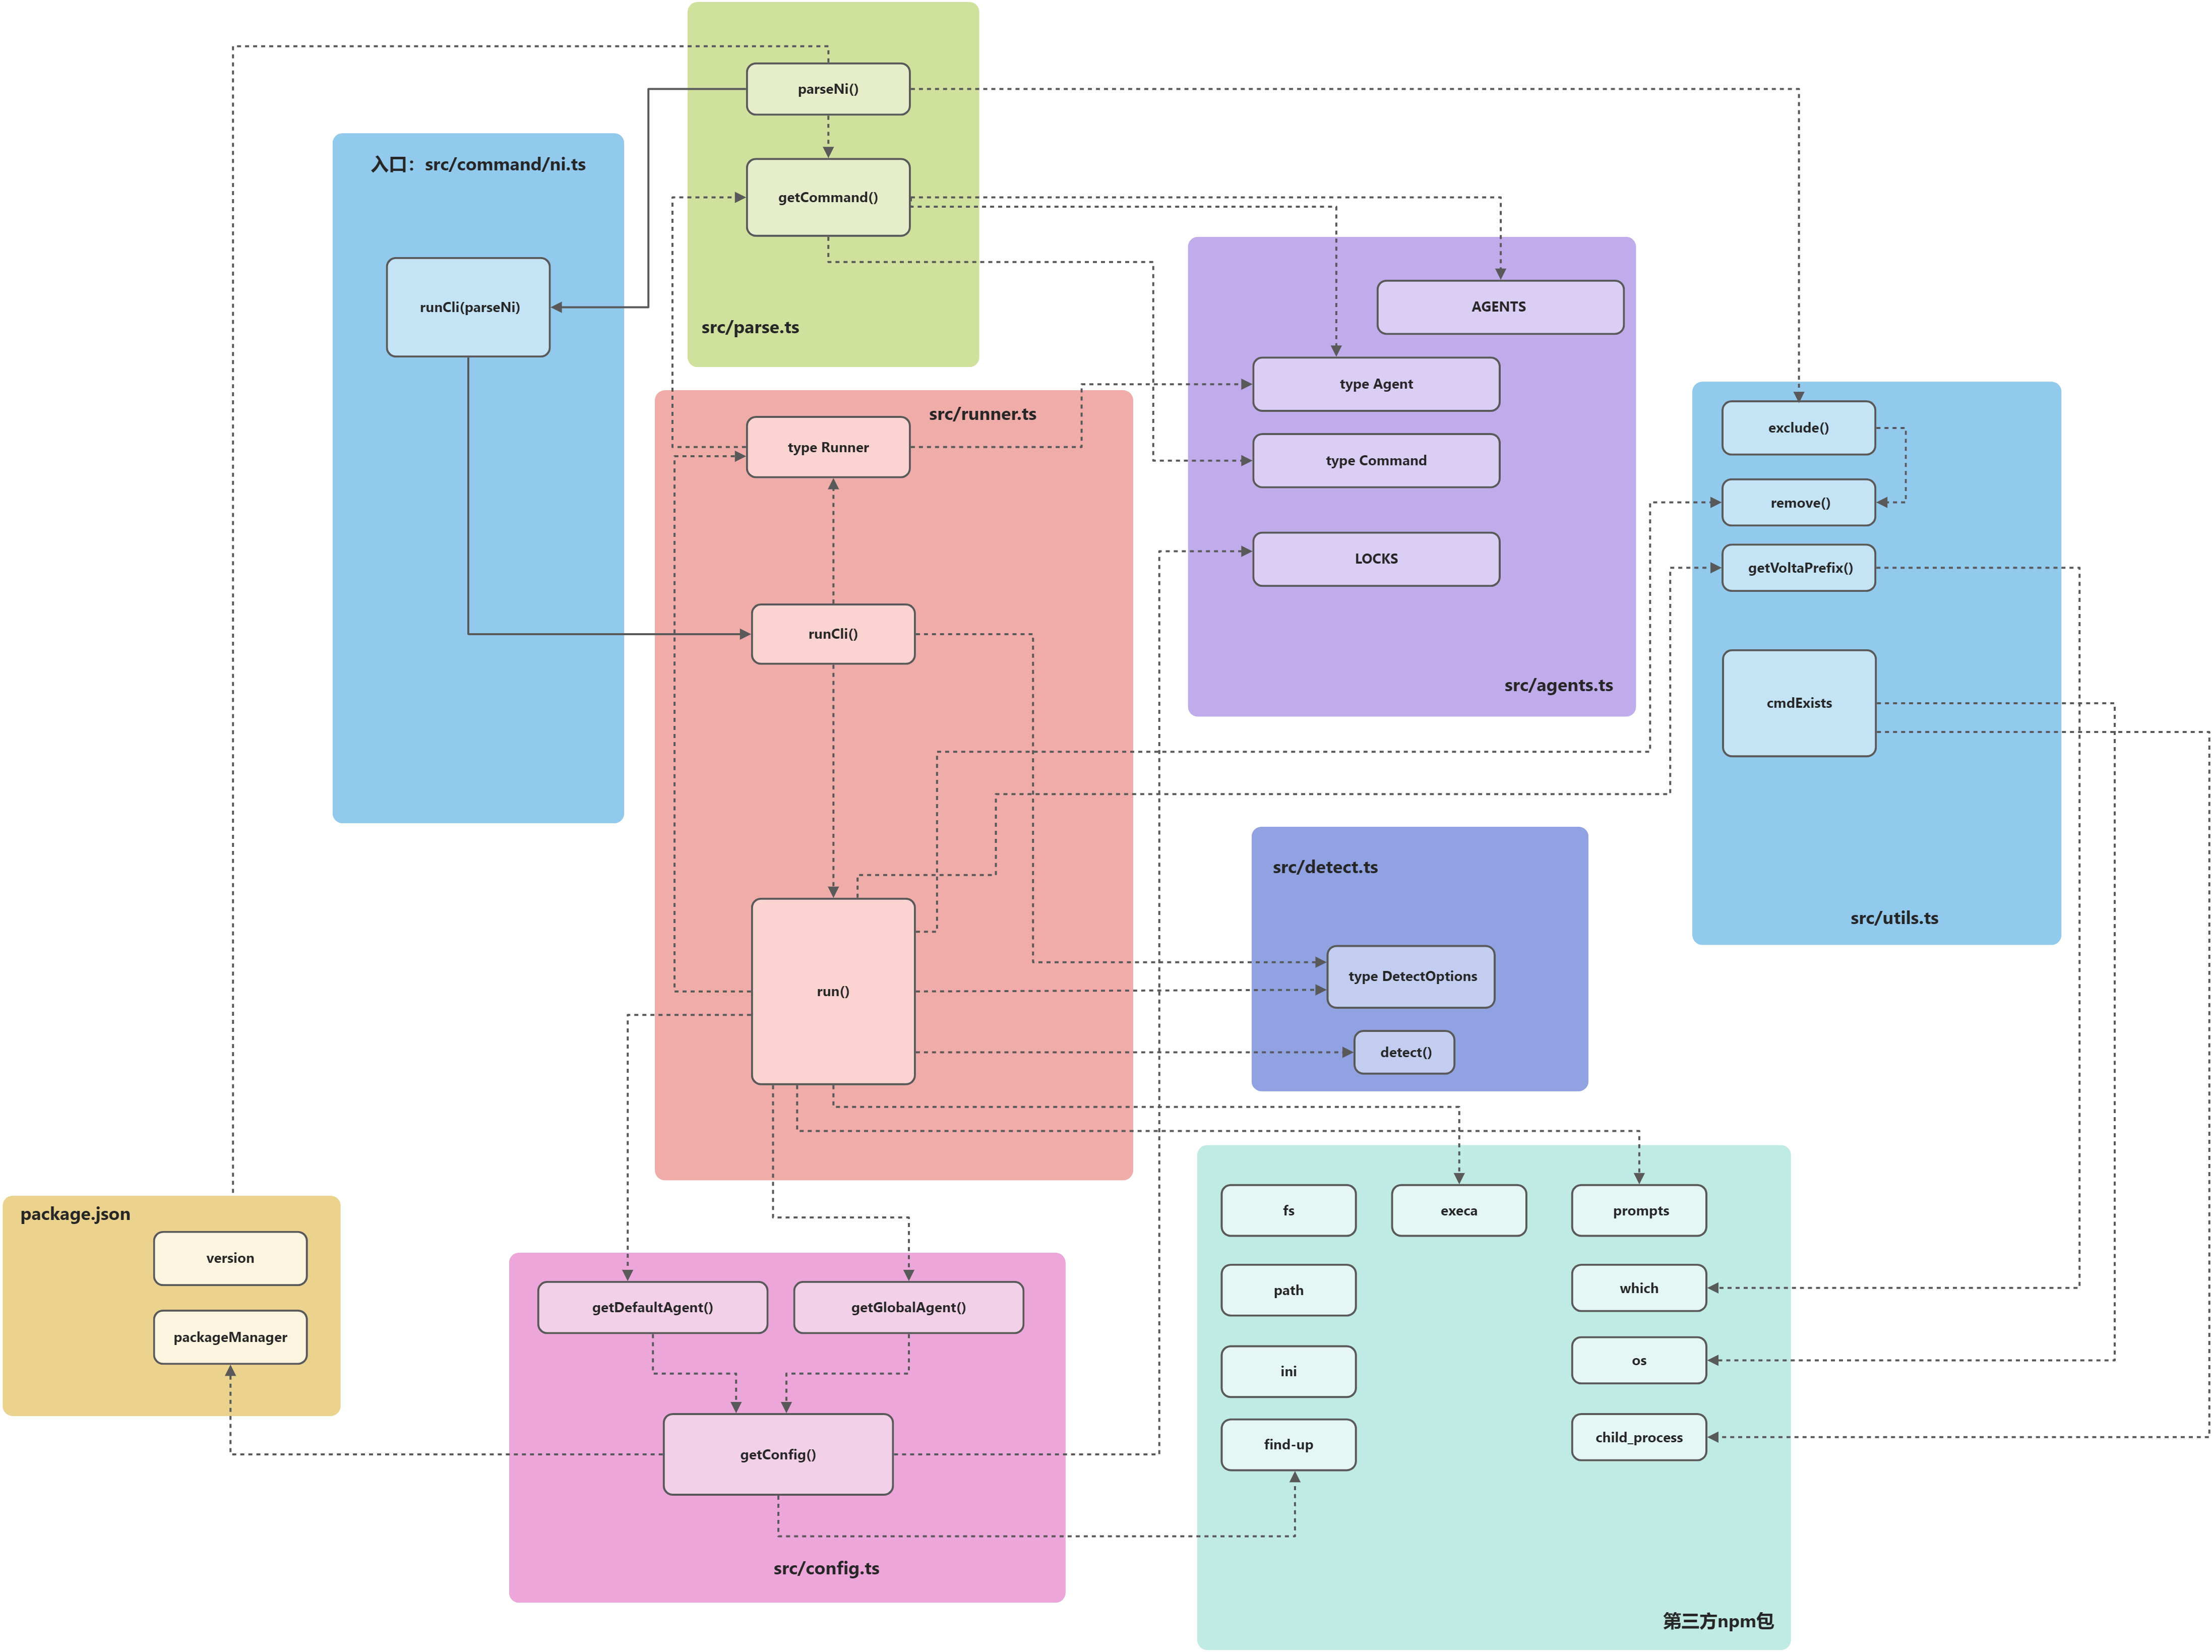 parseNi()
getCommand()
src/parse.ts
入口：src/command/ni.ts
runCli(parseNi)
src/runner.ts
type Runner
runCli()
run()
AGENTS
type Agent
type Command
LOCKS
src/agents.ts
exclude()
remove()
getVoltaPrefix()
cmdExists
src/utils.ts
src/detect.ts
type DetectOptions
detect()
package.json
version
packageManager
getDefaultAgent()
getGlobalAgent()
getConfig()
src/config.ts
fs
execa
prompts
path
which
ini
os
find-up
child_process
第三方npm包